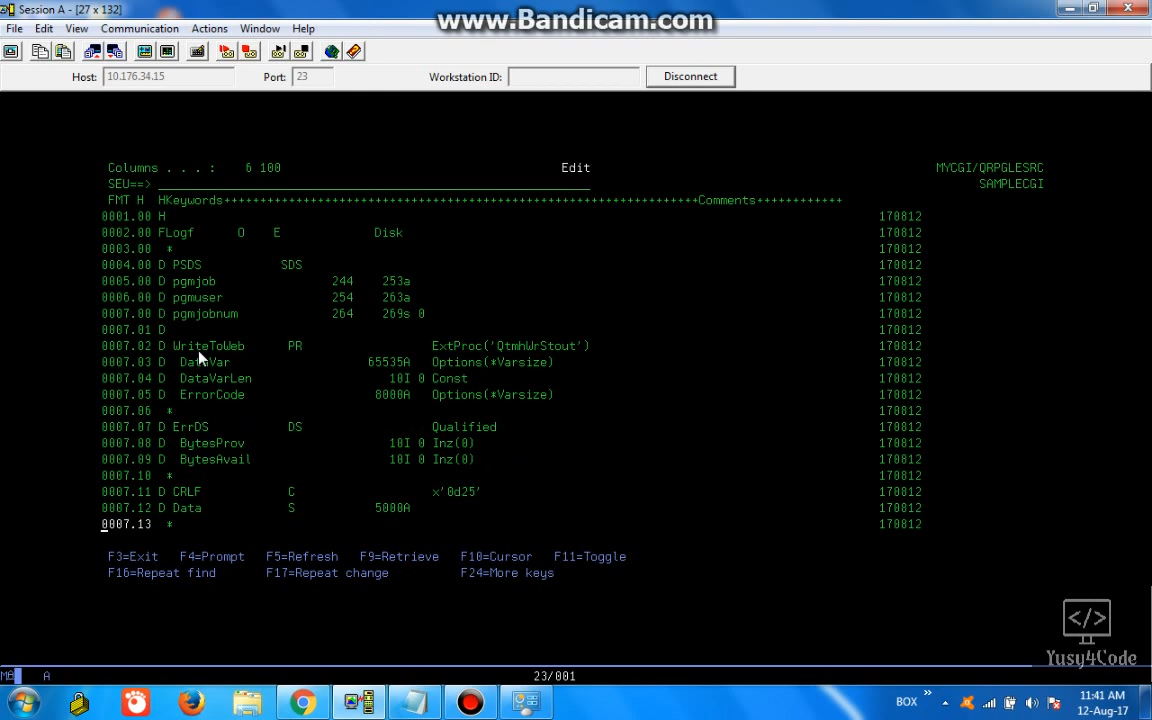 Session A - [27 x 132]
www.Bandicam.com
File Edit View Communication Actions Window Help
Host: 10.176.34.15 Port: 23 Workstation ID: Disconnect
Columns . . . : 6 100 Edit MYCGI/QRPGLESRC
SEU==> SAMPLECGI
FMT H HKeywords+++++++++++++++++++++++++++++++++++++++++++++++++++++++++++++++++Comments++++++++++++
0001.00 H 170812
0002.00 FLogf O E Disk 170812
0003.00 * 170812
0004.00 D PSDS SDS 170812
0005.00 D pgmjob 244 253a 170812
0006.00 D pgmuser 254 263a 170812
0007.00 D pgmjobnum 264 269s 0 170812
0007.01 D 170812
0007.02 D WriteToWeb PR ExtProc('QtmhWrStout') 170812
0007.03 D DataVar 65535A Options(*Varsize) 170812
0007.04 D DataVarLen 10I 0 Const 170812
0007.05 D ErrorCode 8000A Options(*Varsize) 170812
0007.06 * 170812
0007.07 D ErrDS DS Qualified 170812
0007.08 D BytesProv 10I 0 Inz(0) 170812
0007.09 D BytesAvail 10I 0 Inz(0) 170812
0007.10 * 170812
0007.11 D CRLF C x'0d25' 170812
0007.12 D Data S 5000A 170812
0007.13 * 170812
F3=Exit F4=Prompt F5=Refresh F9=Retrieve F10=Cursor F11=Toggle
F16=Repeat find F17=Repeat change F24=More keys
</>
Yusy4Code
A 23/001
BOX 11:41 AM
12-Aug-17